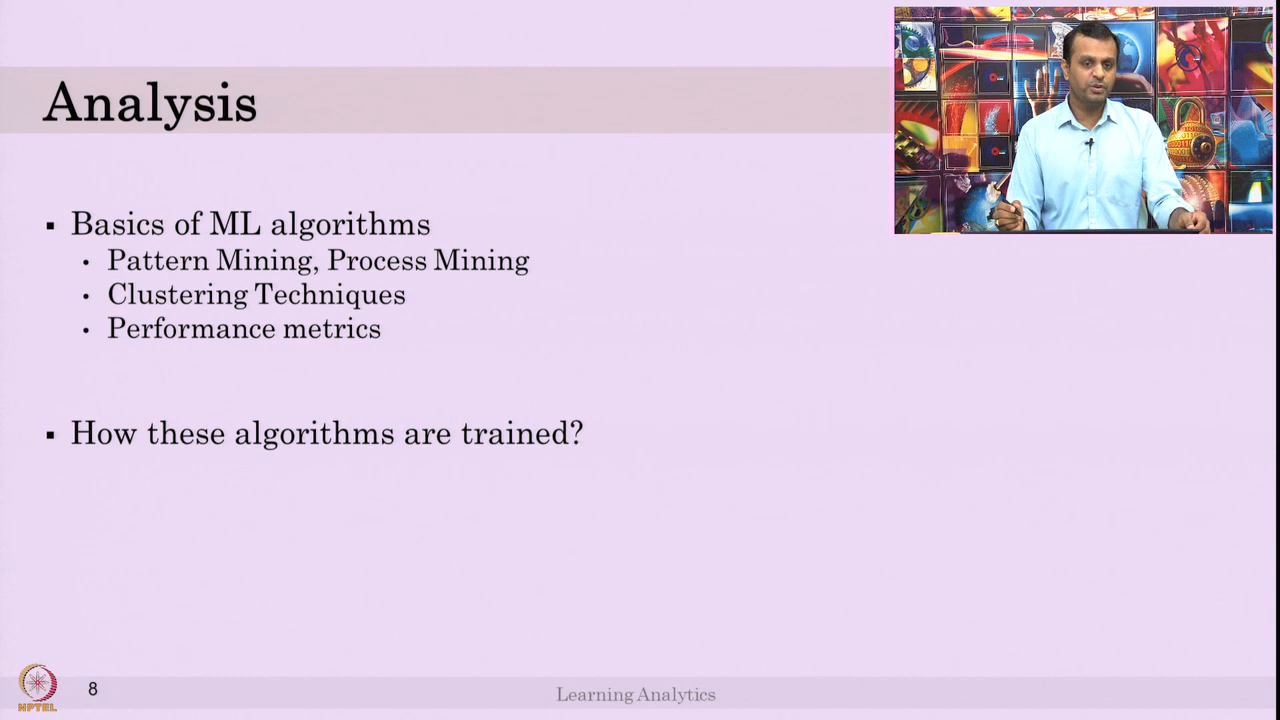 Analysis
Basics of ML algorithms
Pattern Mining, Process Mining
Clustering Techniques
Performance metrics
How these algorithms are trained?
NPTEL
8
Learning Analytics